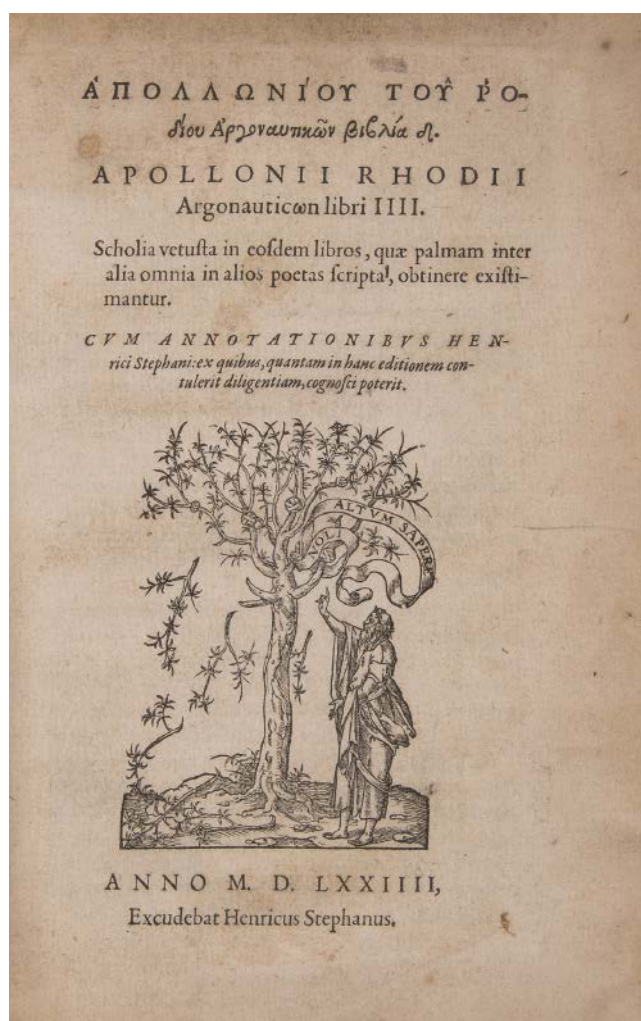 ἈΠΟΛΛΩΝΊΟΥ ΤΟΥ͂ ῬΟ-
δίου Ἀργοναυτικῶν βιβλία δ.
APOLLONII RHODII
Argonauticωn libri IIII.
Scholia vetuſta in eoſdem libros, quæ palmam inter
alia omnia in alios poetas ſcripta, obtinere exiſti-
mantur.
CVM ANNOTATIONIBVS HEN-
rici Stephani: ex quibus, quantam in hanc editionem con-
tulerit diligentiam, cognoſci poterit.
NOLI
ALTVM SAPERE
ANNO M. D. LXXIIII,
Excudebat Henricus Stephanus.